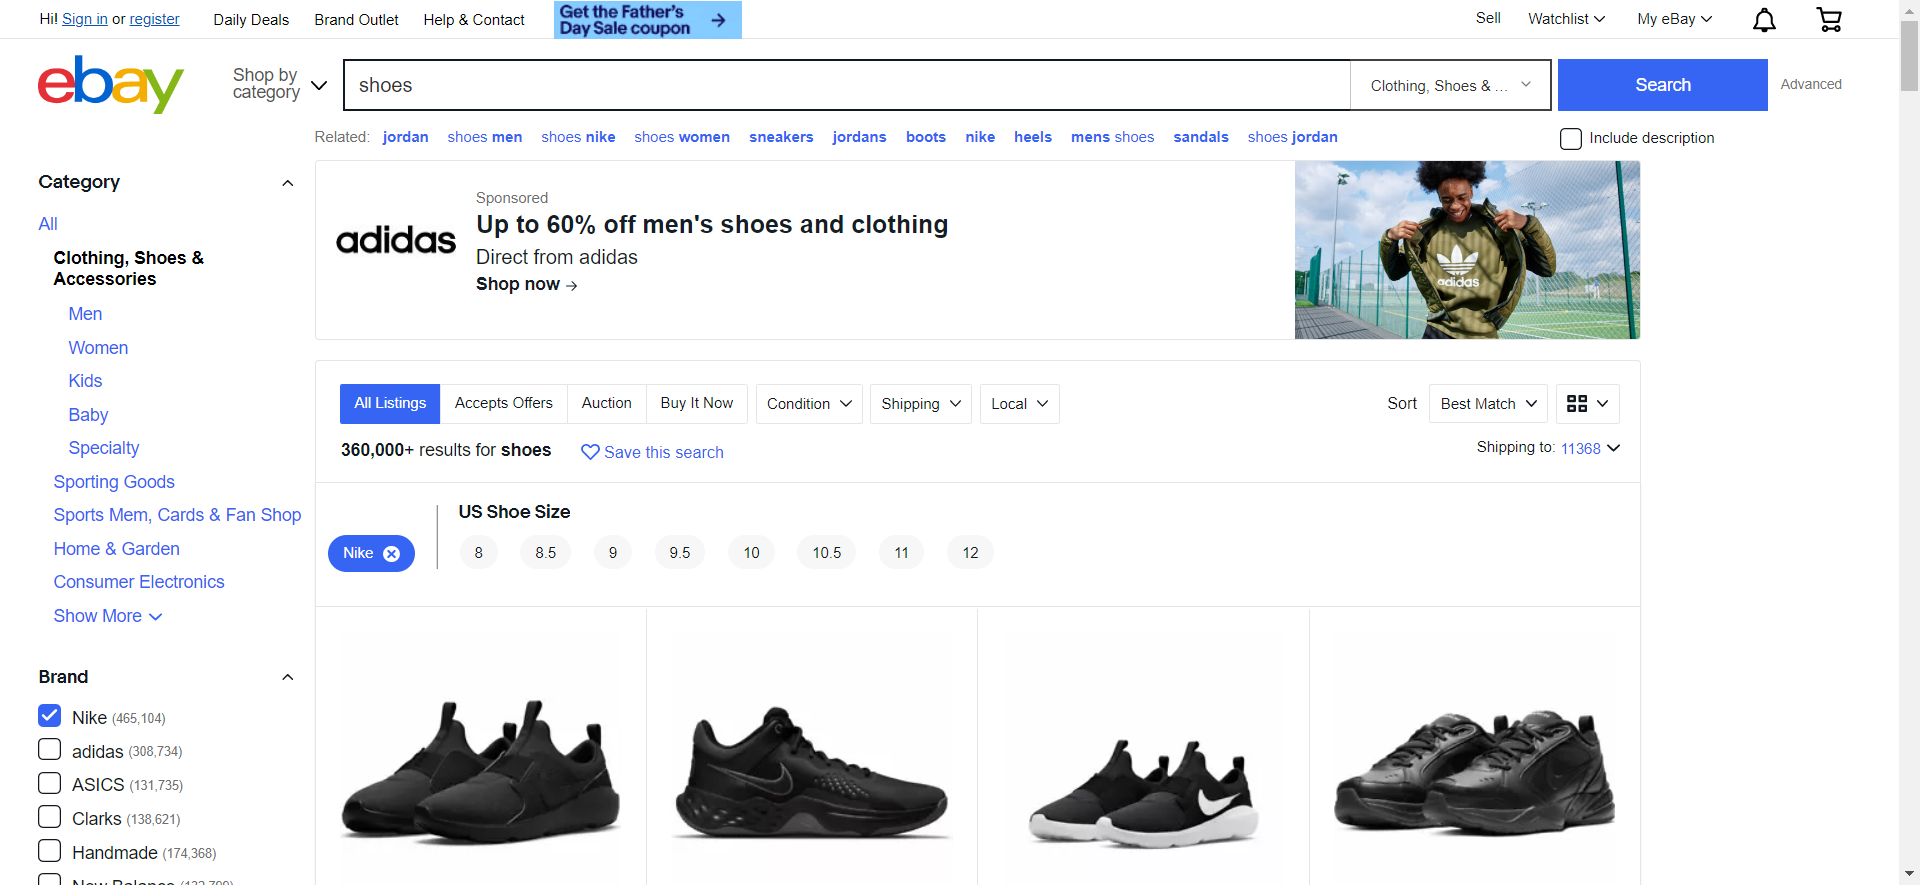 Hi! Sign in or register
Daily Deals
Brand Outlet
Help & Contact
Get the Father's
Day Sale coupon
Sell
Watchlist
My eBay
ebay
Shop by
category
shoes
Clothing, Shoes & ...
Search
Advanced
Related: jordan shoes men shoes nike shoes women sneakers jordans boots nike heels mens shoes sandals shoes jordan
Include description
Category
All
Clothing, Shoes &
Accessories
Men
Women
Kids
Baby
Specialty
Sporting Goods
Sports Mem, Cards & Fan Shop
Home & Garden
Consumer Electronics
Show More
Brand
Nike (465,104)
adidas (308,734)
ASICS (131,735)
Clarks (138,621)
Handmade (174,368)
adidas
Sponsored
Up to 60% off men's shoes and clothing
Direct from adidas
Shop now
adidas
All Listings
Accepts Offers
Auction
Buy It Now
Condition
Shipping
Local
Sort
Best Match
360,000+ results for shoes
Save this search
Shipping to: 11368
Nike
US Shoe Size
8 8.5 9 9.5 10 10.5 11 12